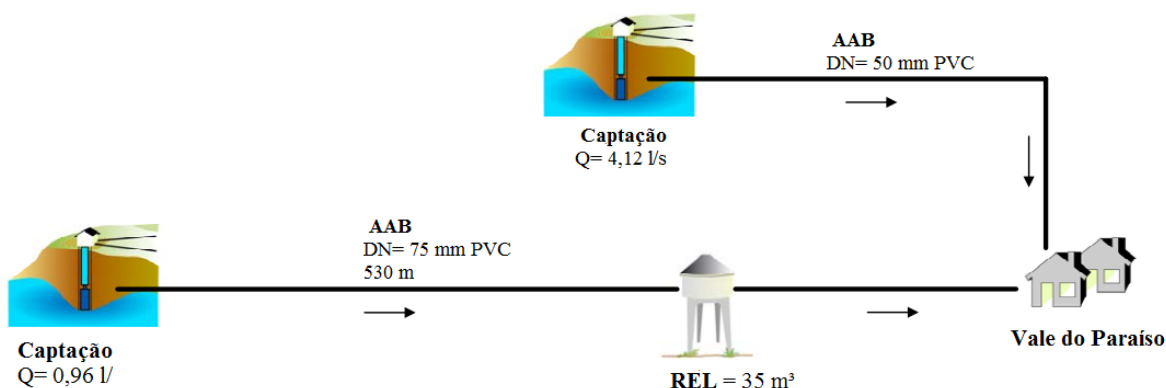 AAB
DN= 50 mm PVC
Captação
Q= 4,12 l/s
AAB
DN= 75 mm PVC
530 m
Captação
Q= 0,96 l/
REL = 35 m³
Vale do Paraíso